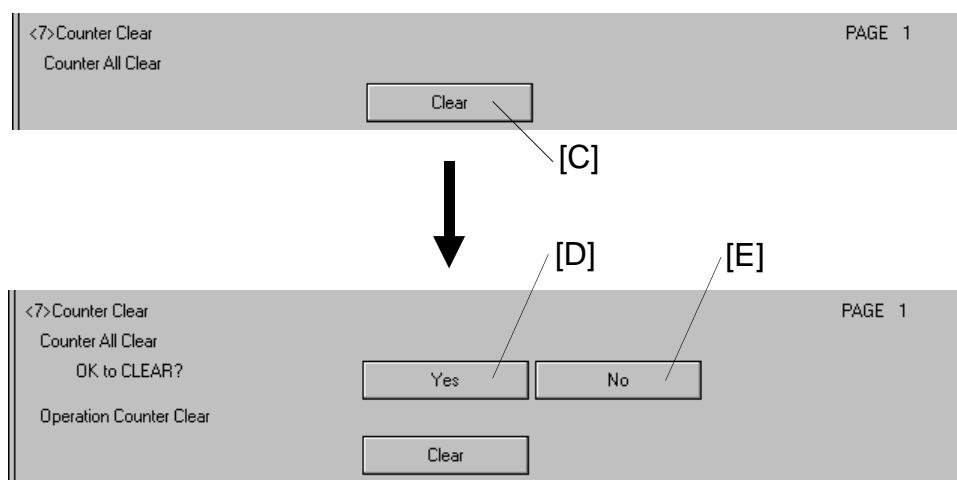 <7>Counter Clear PAGE 1
Counter All Clear
Clear
[C]
[D] [E]
<7>Counter Clear PAGE 1
Counter All Clear
OK to CLEAR? Yes No
Operation Counter Clear
Clear